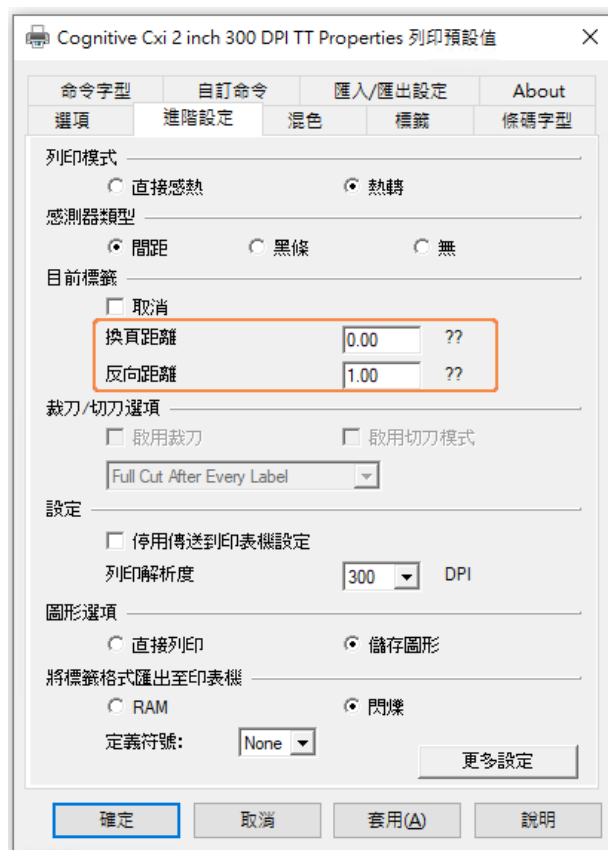 Cognitive Cxi 2 inch 300 DPI TT Properties 列印預設值
命令字型 自訂命令 匯入/匯出設定 About
選項 進階設定 混色 標籤 條碼字型
列印模式
直接感熱 熱轉
感測器類型
間距 黑條 無
目前標籤
取消
換頁距離 0.00 ??
反向距離 1.00 ??
裁刀/切刀選項
啟用裁刀 啟用切刀模式
Full Cut After Every Label
設定
停用傳送到印表機設定
列印解析度 300 DPI
圖形選項
直接列印 儲存圖形
將標籤格式匯出至印表機
RAM 閃爍
定義符號: None
更多設定
確定 取消 套用(A) 說明